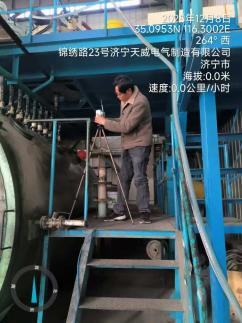 2025年12月8日
35.0953N 116.3002E
264° 西
锦绣路23号济宁天威电气制造有限公司
济宁市
海拔:0.0米
速度:0.0公里/小时